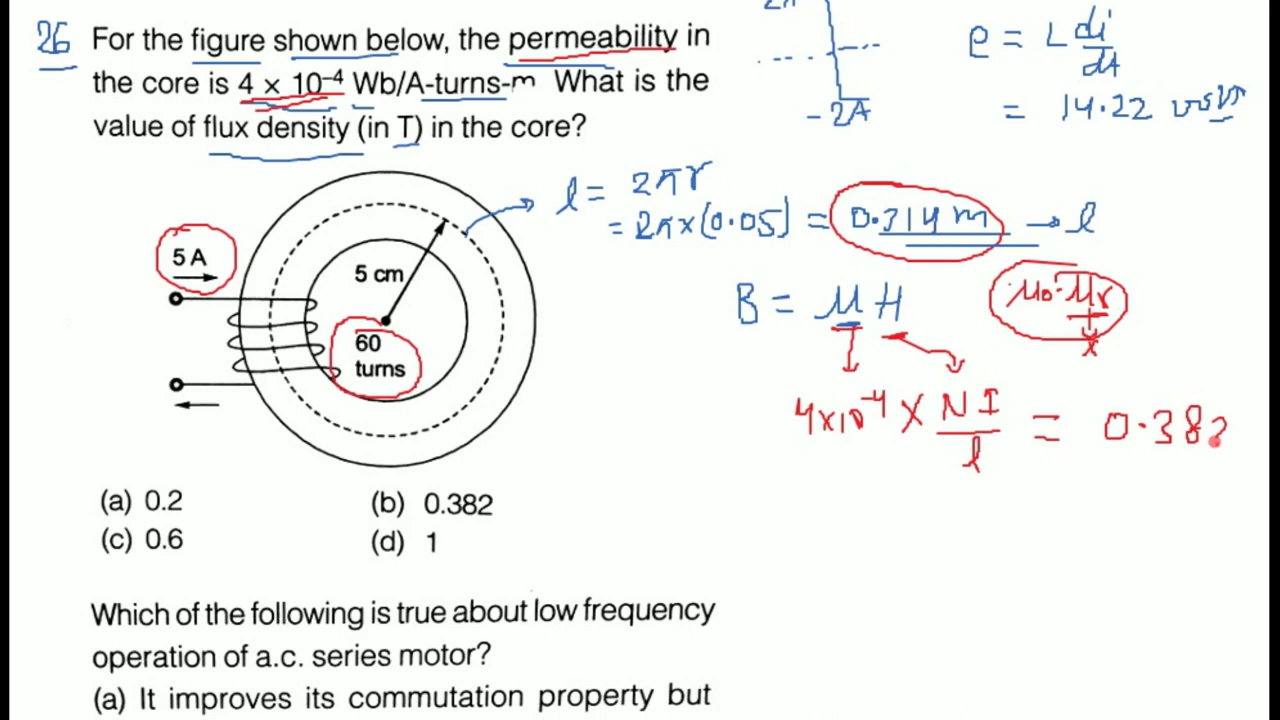 26 For the figure shown below, the permeability in
the core is 4 × 10⁻⁴ Wb/A-turns-m What is the
value of flux density (in T) in the core?
- 2A
e = L di/dt
= 14.22 volt
l = 2πr
= 2π×(0.05) = 0.314 m → l
5 A
5 cm
60
turns
B = μH
μ₀·μr
x
4×10⁻⁴ × NI/l = 0.382
(a) 0.2 (b) 0.382
(c) 0.6 (d) 1
Which of the following is true about low frequency
operation of a.c. series motor?
(a) It improves its commutation property but